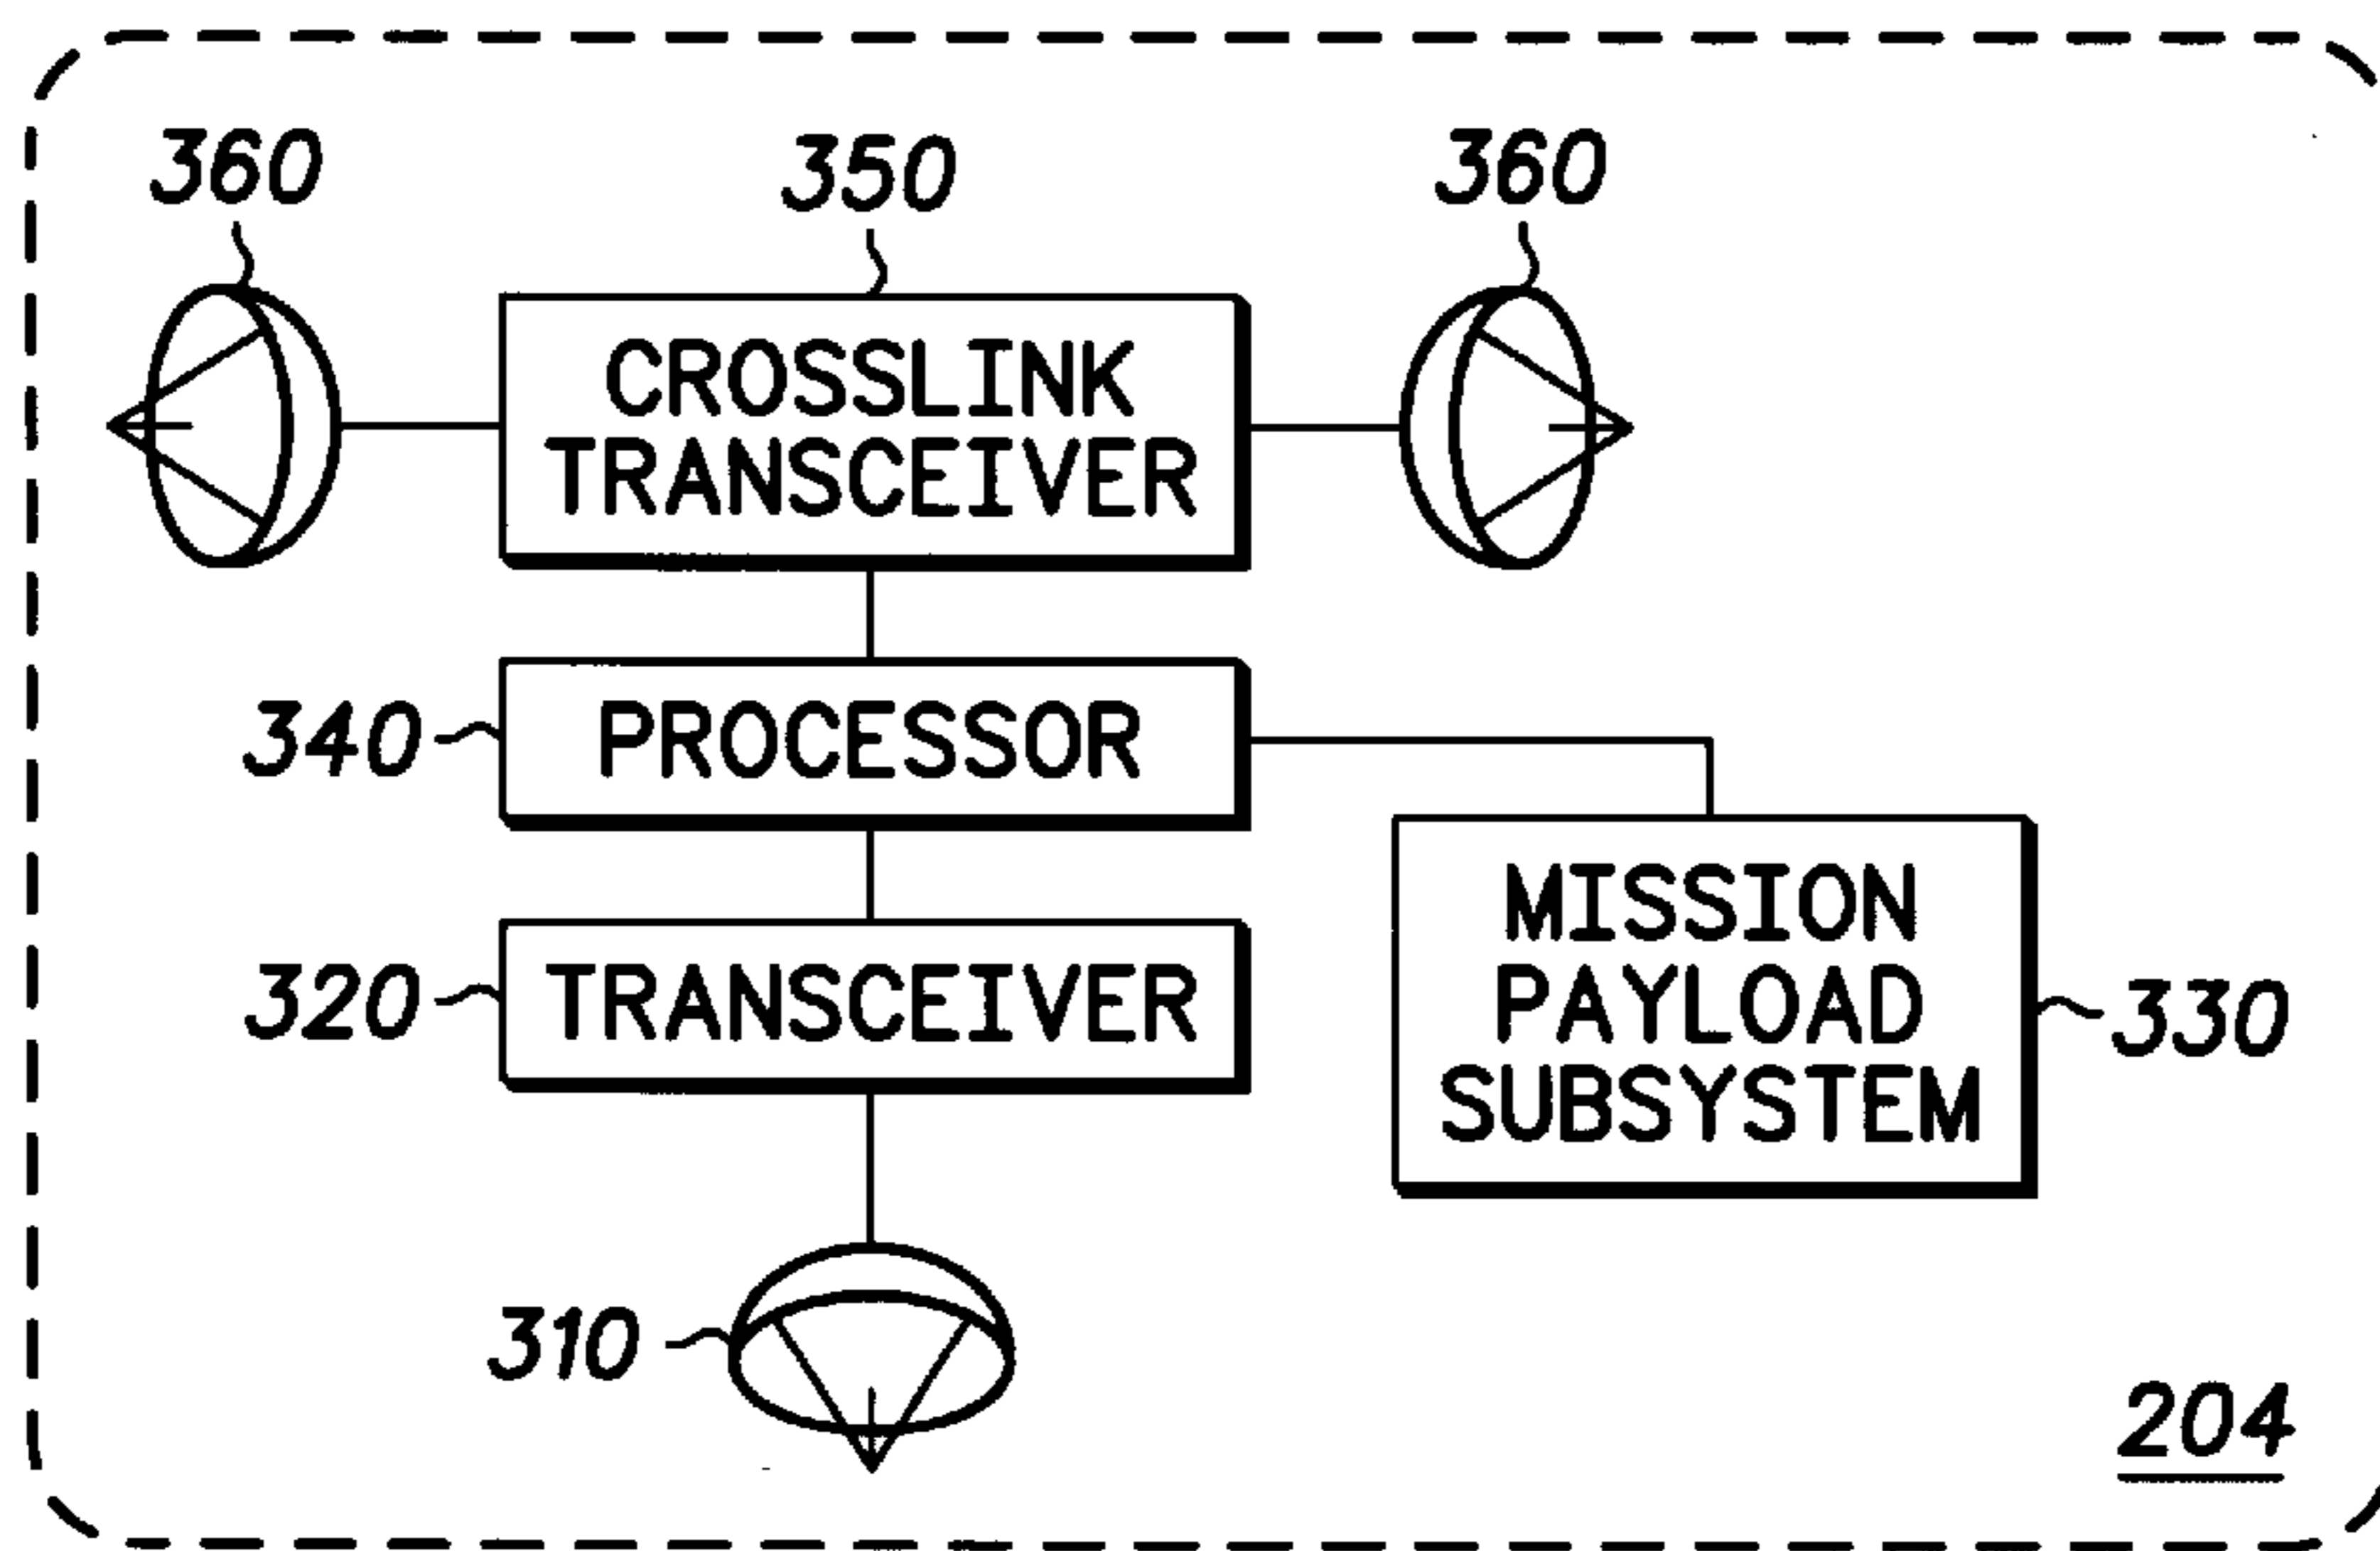 360
350
360
CROSSLINK
TRANSCEIVER
340
PROCESSOR
320
TRANSCEIVER
MISSION
PAYLOAD
SUBSYSTEM
330
310
204